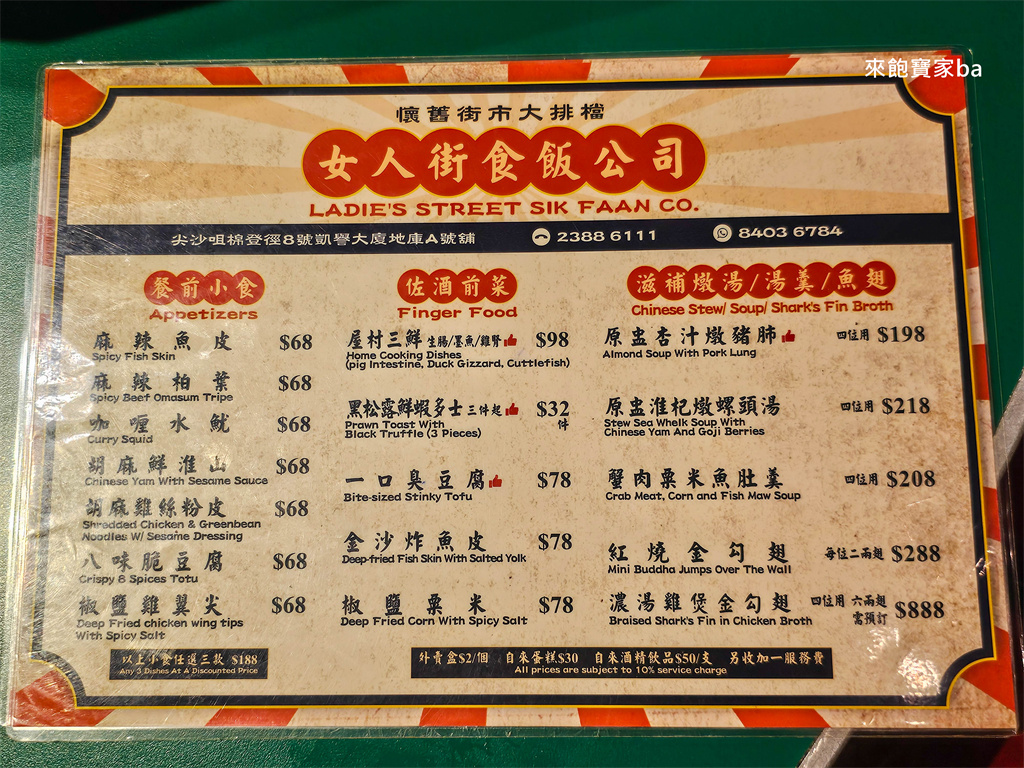 來飽寶家ba
懷舊街市大排檔
女人街食飯公司
LADIE'S STREET SIK FAAN CO.
尖沙咀棉登徑8號凱譽大廈地庫A號舖 2388 6111 8403 6784
餐前小食
Appetizers
麻辣魚皮 $68
Spicy Fish Skin
麻辣柏葉 $68
Spicy Beef Omasum Tripe
咖喱水魷 $68
Curry Squid
胡麻鮮淮山 $68
Chinese Yam With Sesame Sauce
胡麻雞絲粉皮 $68
Shredded Chicken & Greenbean
Noodles W/ Sesame Dressing
八味脆豆腐 $68
Crispy 8 Spices Totu
椒鹽雞翼尖 $68
Deep Fried chicken wing tips
With Spicy Salt
以上小食任選三款 $188
Any 3 Dishes At A Discounted Price
佐酒前菜
Finger Food
屋村三鮮 生腸/墨魚/雞腎 $98
Home Cooking Dishes
(pig Intestine, Duck Gizzard, Cuttlefish)
黑松露鮮蝦多士 三件起 $32
件
Prawn Toast With
Black Truffle (3 Pieces)
一口臭豆腐 $78
Bite-sized Stinky Tofu
金沙炸魚皮 $78
Deep-fried Fish Skin With Salted Yolk
椒鹽粟米 $78
Deep Fried Corn With Spicy Salt
滋補燉湯/湯羹/魚翅
Chinese Stew/ Soup/ Shark's Fin Broth
原盅杏汁燉豬肺 四位用 $198
Almond Soup With Pork Lung
原盅淮杞燉螺頭湯 四位用 $218
Stew Sea Whelk Soup With
Chinese Yam And Goji Berries
蟹肉粟米魚肚羹 四位用 $208
Crab Meat, Corn and Fish Maw Soup
紅燒金勾翅 每位二兩翅 $288
Mini Buddha Jumps Over The Wall
濃湯雞煲金勾翅 四位用 六兩翅 $888
需預訂
Braised Shark's Fin in Chicken Broth
外賣盒$2/個 自來蛋糕$30 自來酒精飲品$50/支 另收加一服務費
All prices are subject to 10% service charge